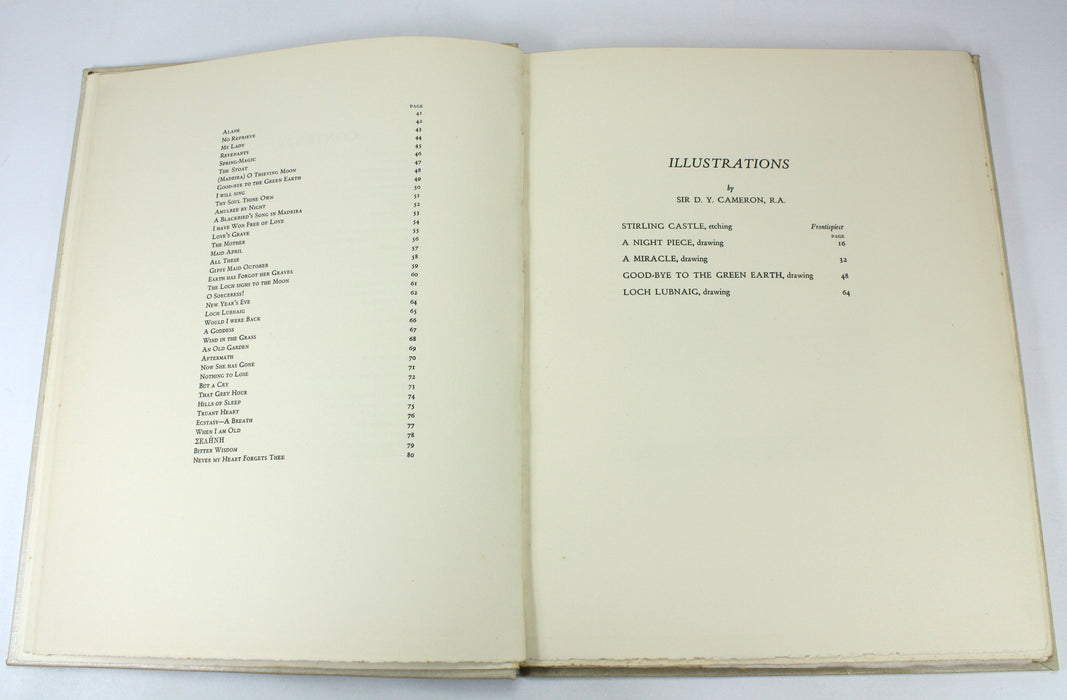 PAGE
ALANE 41
NO REPRIEVE 42
MY LADY 43
REVENANTS 44
SPRING-MAGIC 45
THE STOAT 46
(MADEIRA) O THIEVING MOON 47
GOOD-BYE TO THE GREEN EARTH 48
I WILL SING 49
THY SOUL THINE OWN 50
AMULREE BY NIGHT 51
A BLACKBIRD'S SONG IN MADEIRA 52
I HAVE WON FREE OF LOVE 53
LOVE'S GRAVE 54
THE MOTHER 55
MAID APRIL 56
ALL THESE 57
GIPSY MAID OCTOBER 58
EARTH HAS FORGOT HER GRAVES 59
THE LOCH SIGHS TO THE MOON 60
O SORCERESS! 61
NEW YEAR'S EVE 62
LOCH LUBNAIG 64
WOULD I WERE BACK 65
A GODDESS 66
WIND IN THE GRASS 67
AN OLD GARDEN 68
AFTERMATH 69
NOW SHE HAS GONE 70
NOTHING TO LOSE 71
BUT A CRY 72
THAT GREY HOUR 73
HILLS OF SLEEP 74
TRUANT HEART 75
ECSTASY—A BREATH 76
WHEN I AM OLD 77
ΣΕΛΉΝΗ 78
BITTER WISDOM 79
NEVER MY HEART FORGETS THEE 80
ILLUSTRATIONS
by
SIR D. Y. CAMERON, R.A.
STIRLING CASTLE, etching Frontispiece
PAGE
A NIGHT PIECE, drawing 16
A MIRACLE, drawing 32
GOOD-BYE TO THE GREEN EARTH, drawing 48
LOCH LUBNAIG, drawing 64